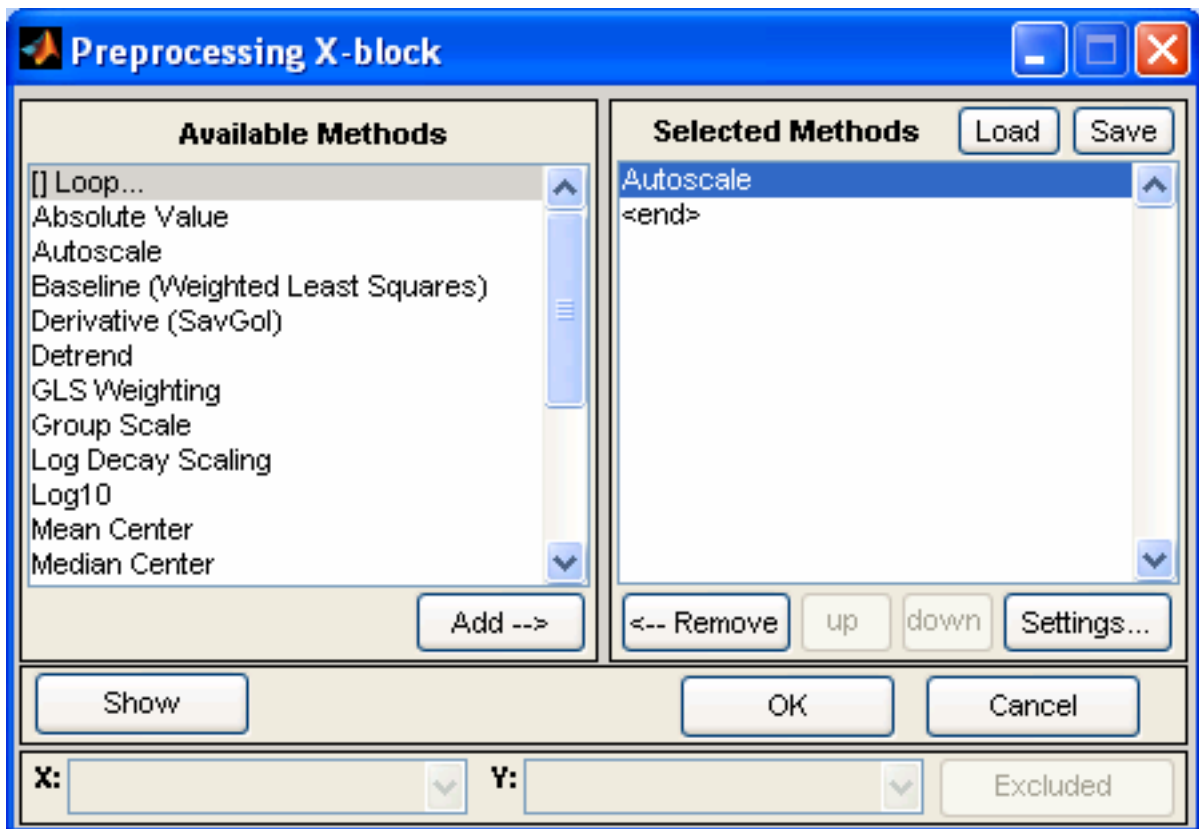 Preprocessing X-block
Available Methods
[] Loop...
Absolute Value
Autoscale
Baseline (Weighted Least Squares)
Derivative (SavGol)
Detrend
GLS Weighting
Group Scale
Log Decay Scaling
Log10
Mean Center
Median Center
Add -->
Selected Methods Load Save
Autoscale
<end>
<-- Remove up down Settings...
Show OK Cancel
X: Y: Excluded